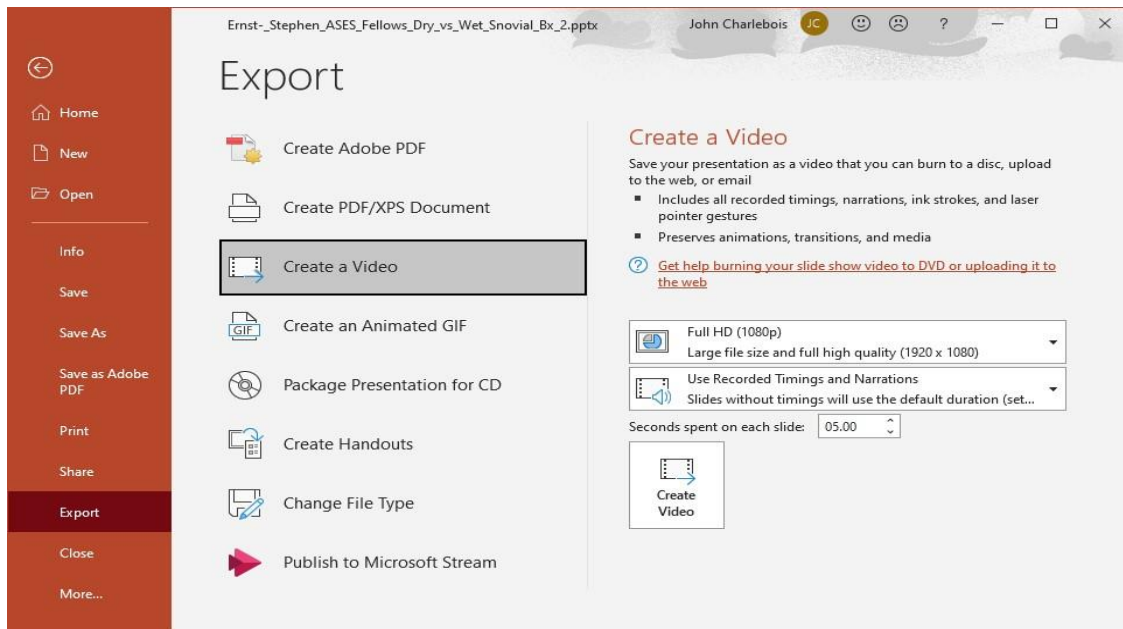 Ernst-_Stephen_ASES_Fellows_Dry_vs_Wet_Snovial_Bx_2.pptx
John Charlebois
JC
?
Export
Home
New
Open
Info
Save
Save As
Save as Adobe
PDF
Print
Share
Export
Close
More...
Create Adobe PDF
Create PDF/XPS Document
Create a Video
GIF
Create an Animated GIF
Package Presentation for CD
Create Handouts
Change File Type
Publish to Microsoft Stream
Create a Video
Save your presentation as a video that you can burn to a disc, upload
to the web, or email
Includes all recorded timings, narrations, ink strokes, and laser
pointer gestures
Preserves animations, transitions, and media
? Get help burning your slide show video to DVD or uploading it to
the web
Full HD (1080p)
Large file size and full high quality (1920 x 1080)
Use Recorded Timings and Narrations
Slides without timings will use the default duration (set...
Seconds spent on each slide: 05.00
Create
Video